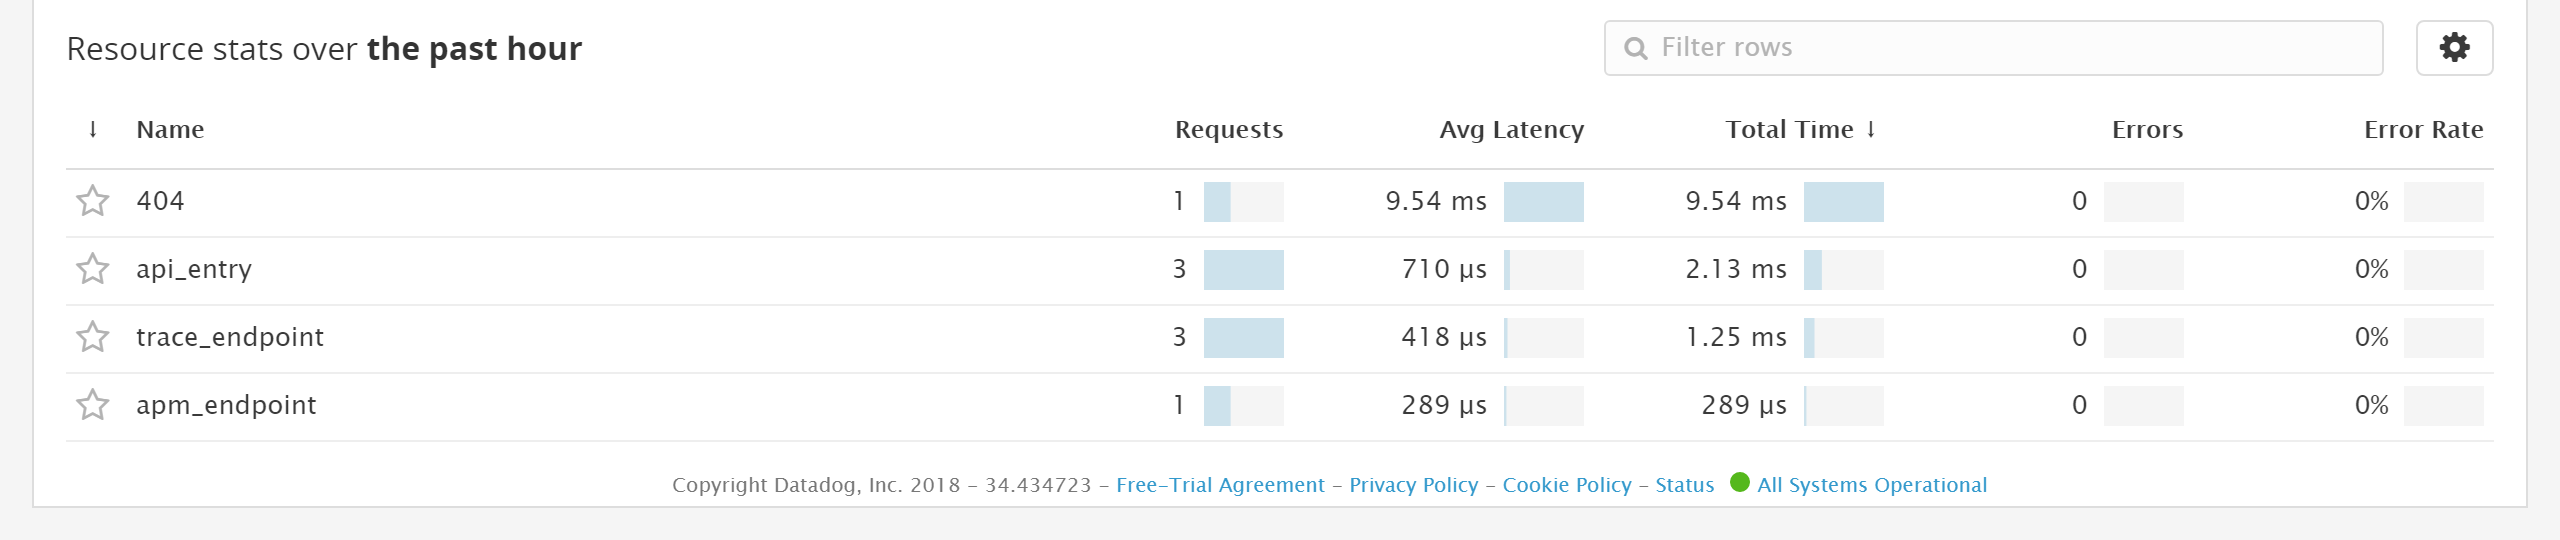 Resource stats over the past hour
Filter rows
↓ Name Requests Avg Latency Total Time ↓ Errors Error Rate
404 1 9.54 ms 9.54 ms 0 0%
api_entry 3 710 µs 2.13 ms 0 0%
trace_endpoint 3 418 µs 1.25 ms 0 0%
apm_endpoint 1 289 µs 289 µs 0 0%
Copyright Datadog, Inc. 2018 - 34.434723 - Free-Trial Agreement - Privacy Policy - Cookie Policy - Status All Systems Operational